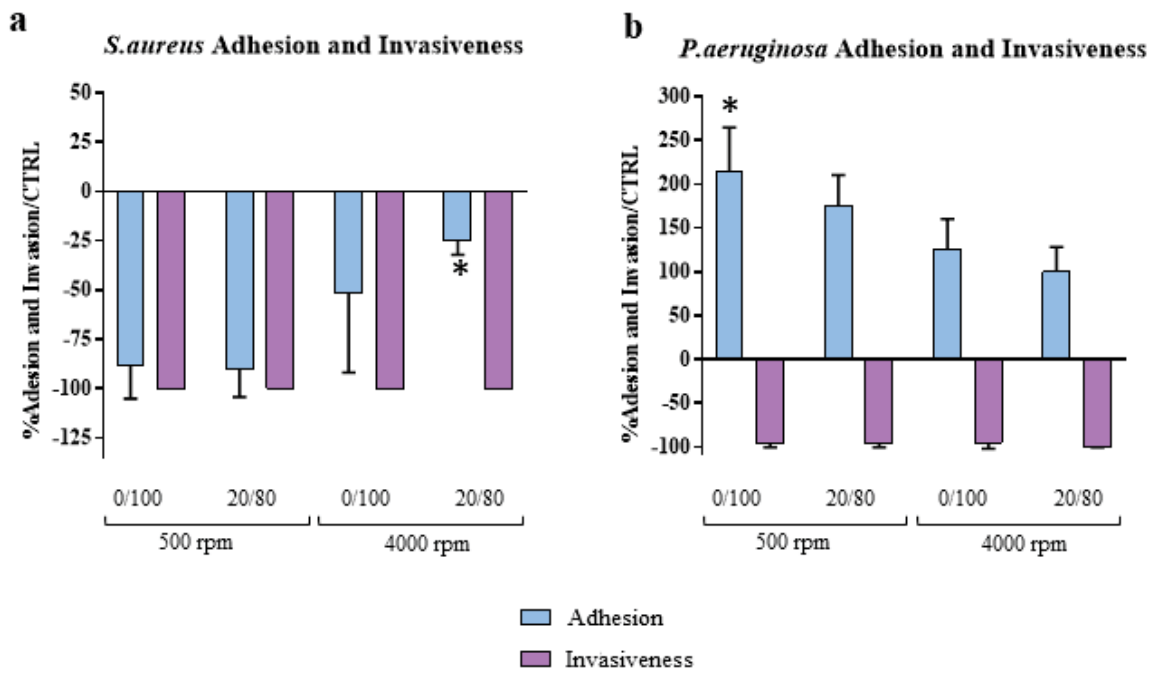 a
S.aureus Adhesion and Invasiveness
%Adesion and Invasion/CTRL
50
25
0
-25
-50
-75
-100
-125
*
0/100 20/80 0/100 20/80
500 rpm 4000 rpm
b
P.aeruginosa Adhesion and Invasiveness
%Adesion and Invasion/CTRL
300
250
200
150
100
50
0
-50
-100
*
0/100 20/80 0/100 20/80
500 rpm 4000 rpm
Adhesion
Invasiveness